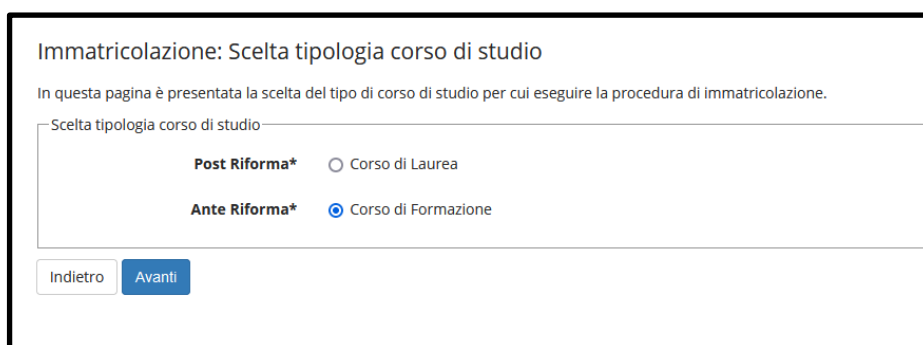 Immatricolazione: Scelta tipologia corso di studio
In questa pagina è presentata la scelta del tipo di corso di studio per cui eseguire la procedura di immatricolazione.
Scelta tipologia corso di studio
Post Riforma* Corso di Laurea
Ante Riforma* Corso di Formazione
Indietro Avanti